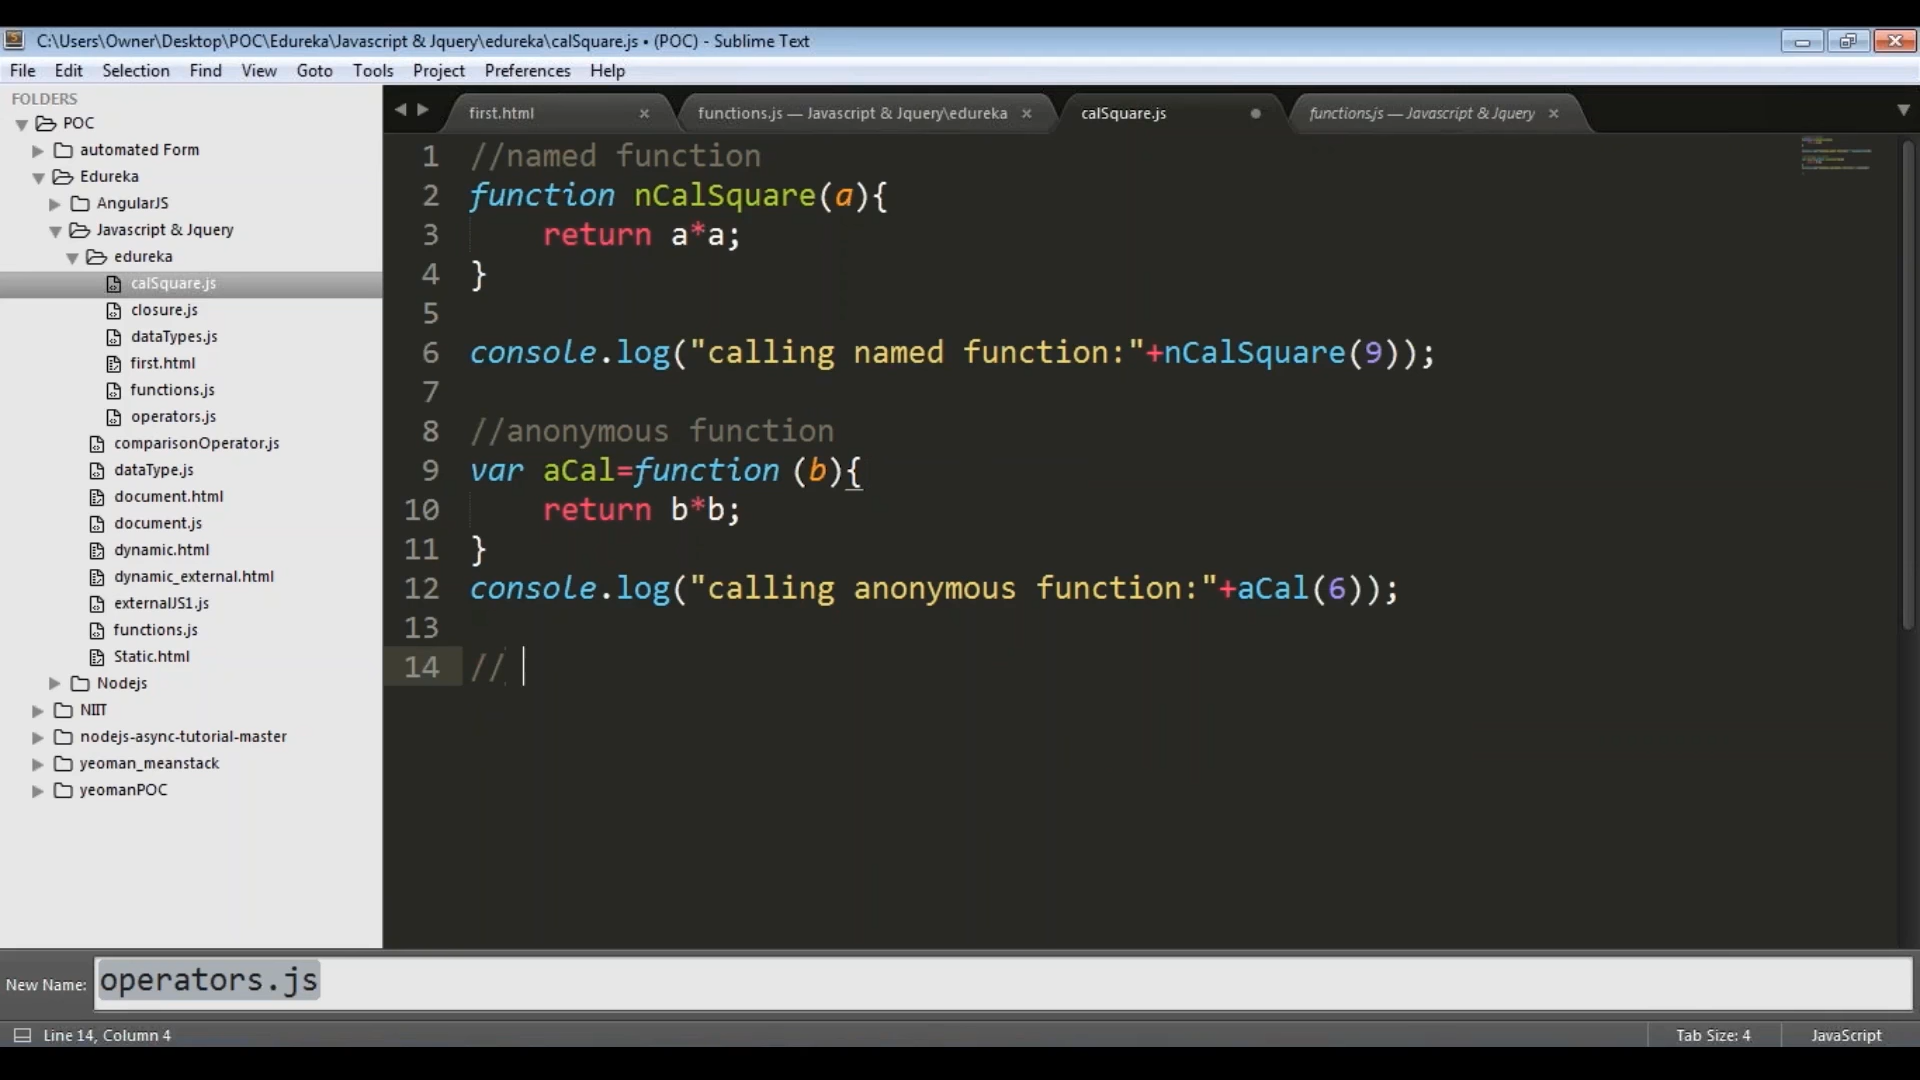 C:\Users\Owner\Desktop\POC\Edureka\Javascript & Jquery\edureka\calSquare.js • (POC) - Sublime Text
File Edit Selection Find View Goto Tools Project Preferences Help
FOLDERS
POC
automated Form
Edureka
AngularJS
Javascript & Jquery
edureka
calSquare.js
closure.js
dataTypes.js
first.html
functions.js
operators.js
comparisonOperator.js
dataType.js
document.html
document.js
dynamic.html
dynamic_external.html
externalJS1.js
functions.js
Static.html
Nodejs
NIIT
nodejs-async-tutorial-master
yeoman_meanstack
yeomanPOC
first.html × functions.js — Javascript & Jquery\edureka × calSquare.js • functions.js — Javascript & Jquery ×
1 //named function
2 function nCalSquare(a){
3     return a*a;
4 }
5
6 console.log("calling named function:"+nCalSquare(9));
7
8 //anonymous function
9 var aCal=function (b){
10     return b*b;
11 }
12 console.log("calling anonymous function:"+aCal(6));
13
14 //
New Name: operators.js
Line 14, Column 4 Tab Size: 4 JavaScript